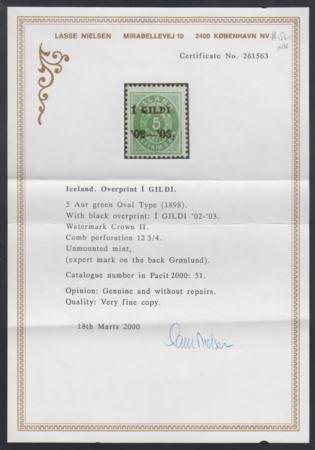 LASSE NIELSEN MIRABELLEVEJ 10 2400 KØBENHAVN NV
Certificate No. 261563
Í GILDI
5
'02–'03.
Iceland. Overprint Í GILDI.
5 Aur green Oval Type (1898).
With black overprint: Í GILDI '02-'03.
Watermark Crown II.
Comb perforation 12 3/4.
Unmounted mint,
(expert mark on the back Grønlund).
Catalogue number in Facit 2000: 51.
Opinion: Genuine and without repairs.
Quality: Very fine copy.
18th Marts 2000